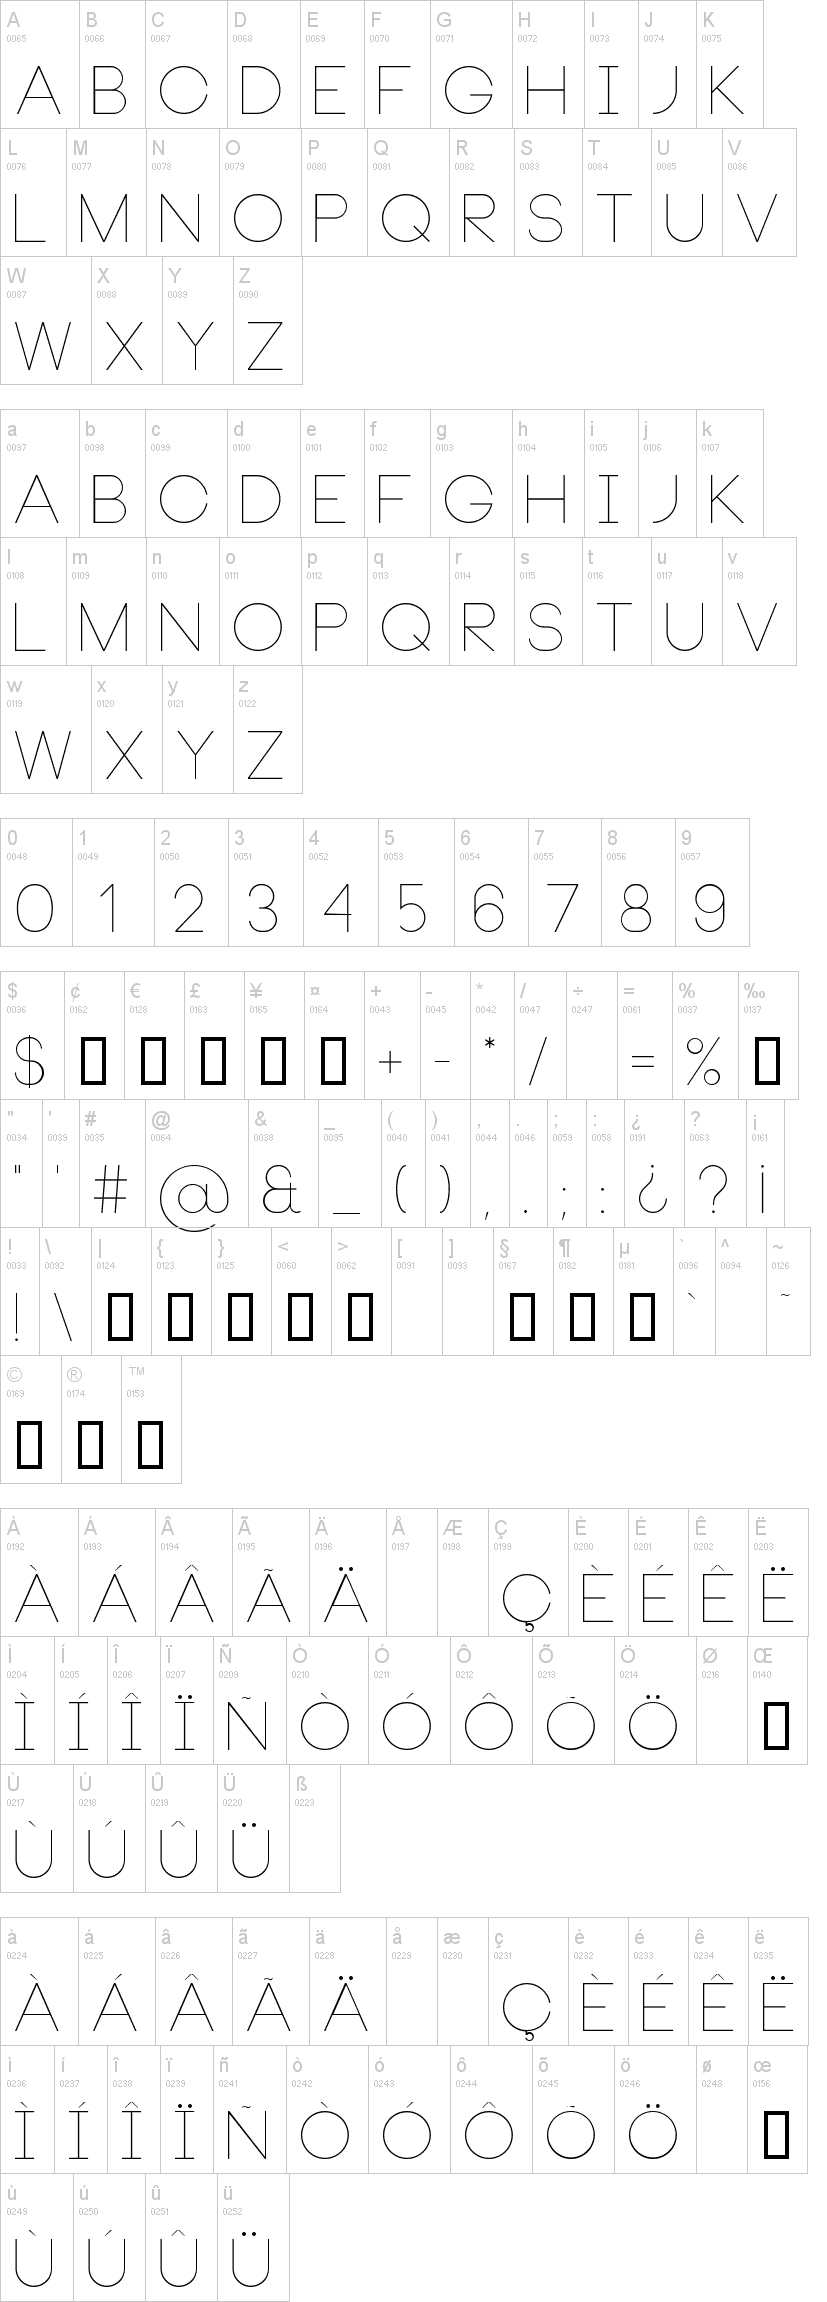 A B C D E F G H I J K
0065 0066 0067 0068 0069 0070 0071 0072 0073 0074 0075
A B C D E F G H I J K
L M N O P Q R S T U V
0076 0077 0078 0079 0080 0081 0082 0083 0084 0085 0086
L M N O P Q R S T U V
W X Y Z
0087 0088 0089 0090
W X Y Z
a b c d e f g h i j k
0097 0098 0099 0100 0101 0102 0103 0104 0105 0106 0107
A B C D E F G H I J K
l m n o p q r s t u v
0108 0109 0110 0111 0112 0113 0114 0115 0116 0117 0118
L M N O P Q R S T U V
w x y z
0119 0120 0121 0122
W X Y Z
0 1 2 3 4 5 6 7 8 9
0048 0049 0050 0051 0052 0053 0054 0055 0056 0057
0 1 2 3 4 5 6 7 8 9
$ ¢ € £ ¥ ¤ + - * / ÷ = % ‰
0036 0162 0128 0163 0165 0164 0043 0045 0042 0047 0247 0061 0037 0137
$ + - * / = %
" ' # @ & _ ( ) , . ; : ¿ ? ¡
0034 0039 0035 0064 0038 0095 0040 0041 0044 0046 0059 0058 0191 0063 0161
" ' # @ & _ ( ) , . ; : ¿ ? ¡
! \ | { } < > [ ] § ¶ µ ` ^ ~
0033 0092 0124 0123 0125 0060 0062 0091 0093 0167 0182 0181 0096 0094 0126
! \ ` ~
© ® ™
0169 0174 0153
À Á Â Ã Ä Å Æ Ç È É Ê Ë
0192 0193 0194 0195 0196 0197 0198 0199 0200 0201 0202 0203
À Á Â Ã Ä Ç È É Ê Ë
Ì Í Î Ï Ñ Ò Ó Ô Õ Ö Ø Œ
0204 0205 0206 0207 0209 0210 0211 0212 0213 0214 0216 0140
Ì Í Î Ï Ñ Ò Ó Ô Õ Ö
Ù Ú Û Ü ß
0217 0218 0219 0220 0223
Ù Ú Û Ü
à á â ã ä å æ ç è é ê ë
0224 0225 0226 0227 0228 0229 0230 0231 0232 0233 0234 0235
À Á Â Ã Ä Ç È É Ê Ë
ì í î ï ñ ò ó ô õ ö ø œ
0236 0237 0238 0239 0241 0242 0243 0244 0245 0246 0248 0156
Ì Í Î Ï Ñ Ò Ó Ô Õ Ö
ù ú û ü
0249 0250 0251 0252
Ù Ú Û Ü